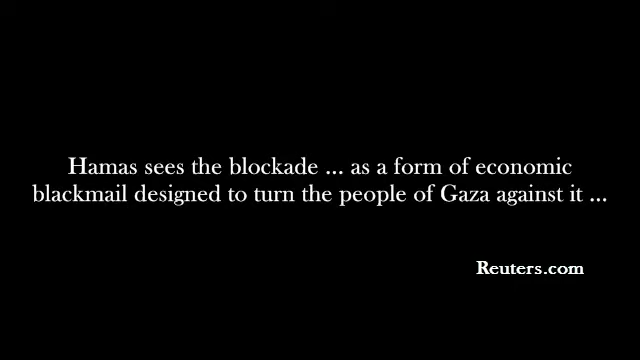 Hamas sees the blockade ... as a form of economic
blackmail designed to turn the people of Gaza against it ...
Reuters.com